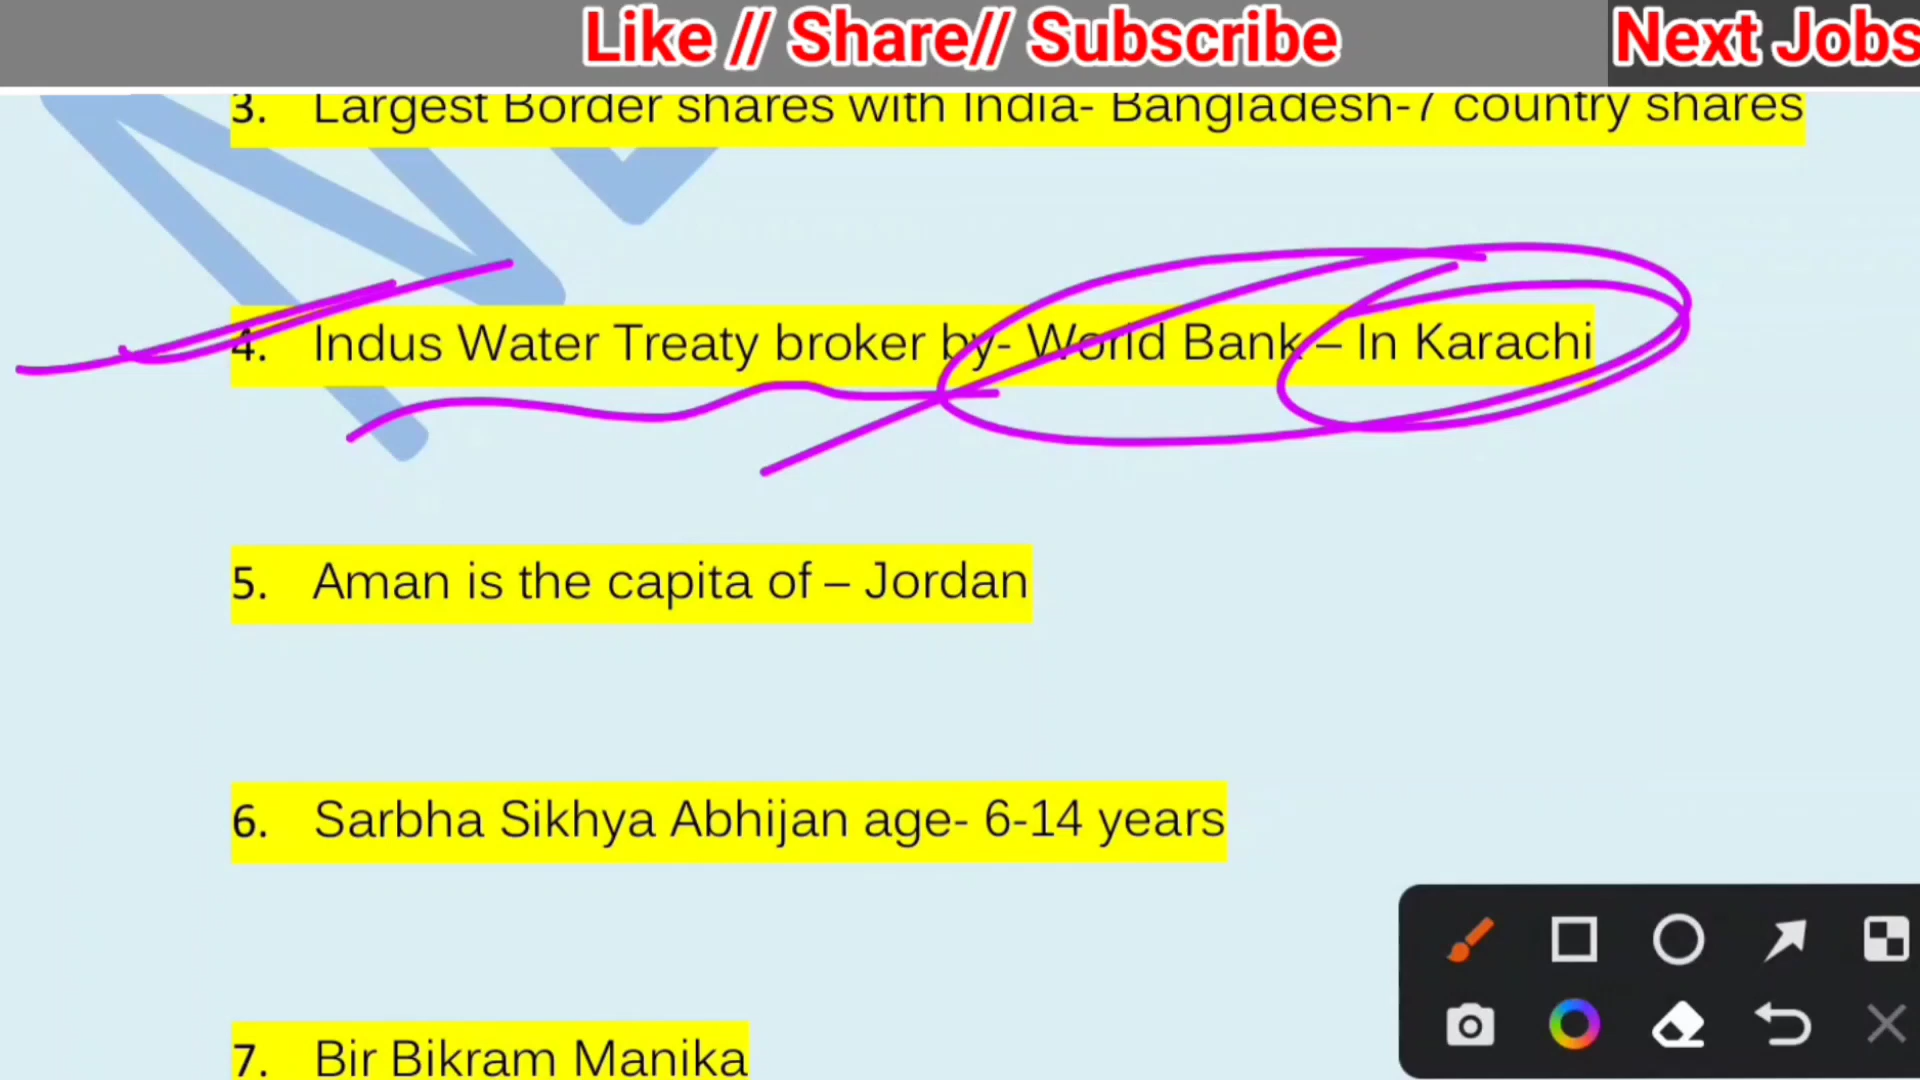 Like // Share// Subscribe
Next Jobs
3. Largest Border shares with India- Bangladesh-7 country shares
4. Indus Water Treaty broker by- World Bank – In Karachi
5. Aman is the capita of – Jordan
6. Sarbha Sikhya Abhijan age- 6-14 years
7. Bir Bikram Manika